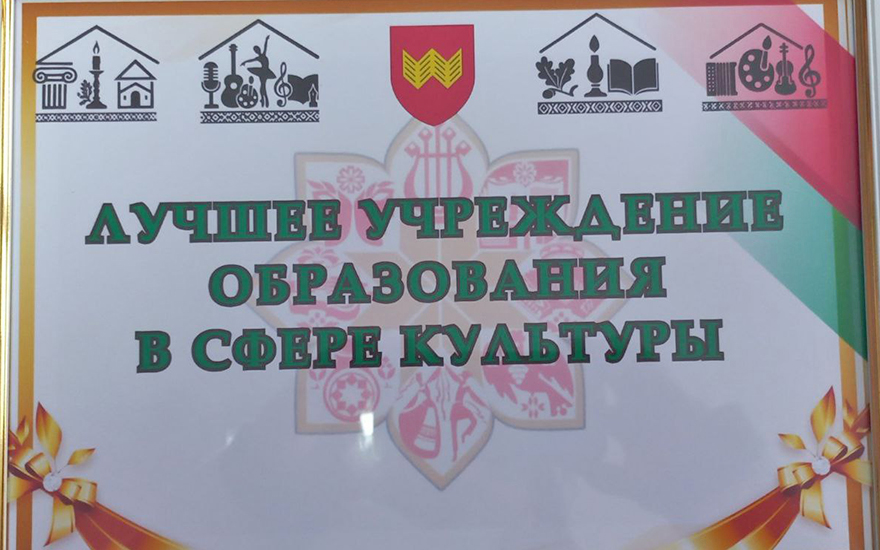 ЛУЧШЕЕ УЧРЕЖДЕНИЕ
ОБРАЗОВАНИЯ
В СФЕРЕ КУЛЬТУРЫ